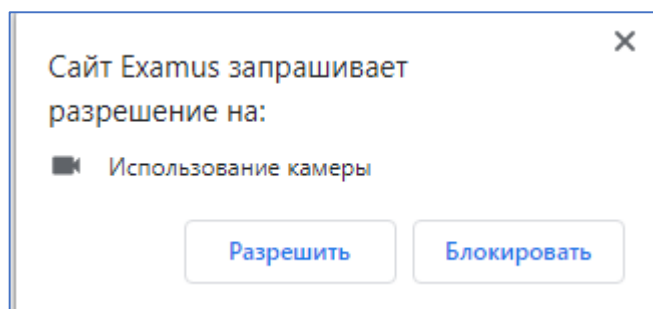 Сайт Examus запрашивает
разрешение на:
Использование камеры
Разрешить Блокировать